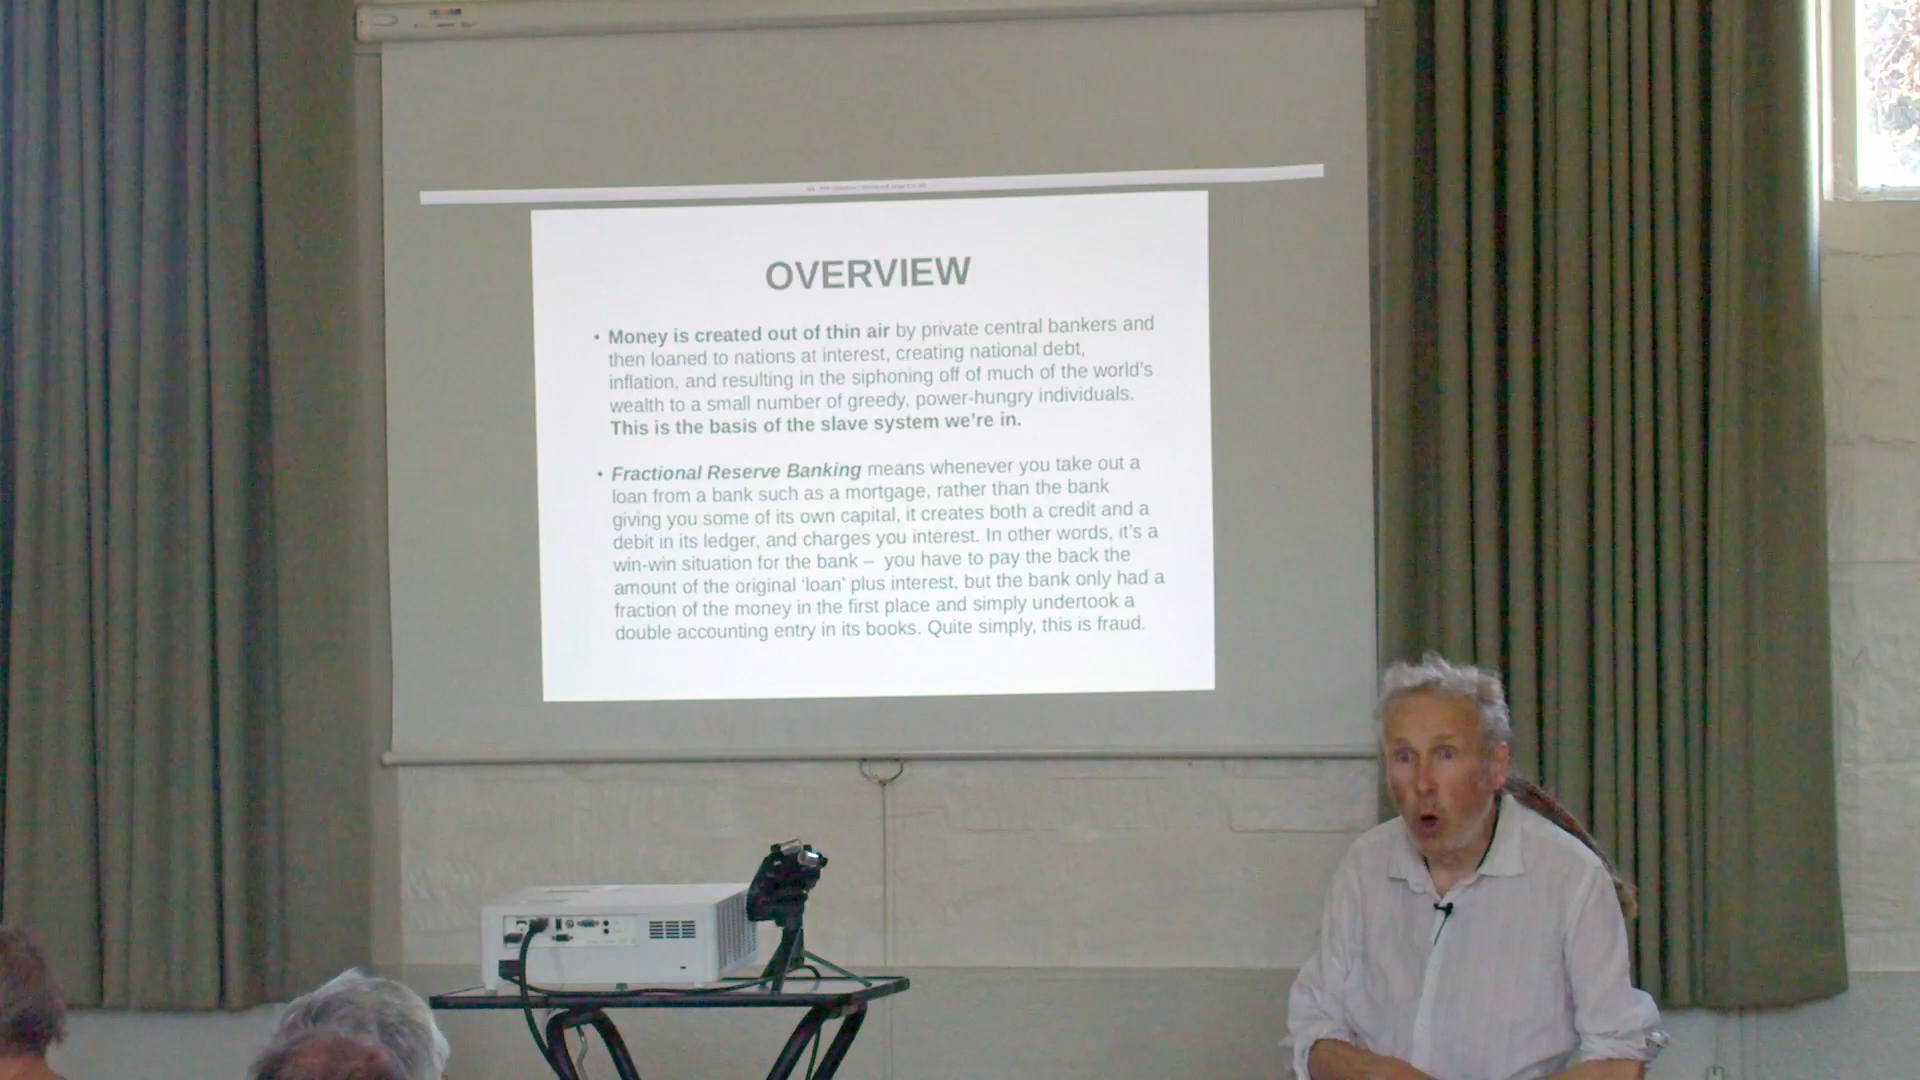 OVERVIEW
• Money is created out of thin air by private central bankers and
then loaned to nations at interest, creating national debt,
inflation, and resulting in the siphoning off of much of the world's
wealth to a small number of greedy, power-hungry individuals.
This is the basis of the slave system we're in.
• Fractional Reserve Banking means whenever you take out a
loan from a bank such as a mortgage, rather than the bank
giving you some of its own capital, it creates both a credit and a
debit in its ledger, and charges you interest. In other words, it's a
win-win situation for the bank – you have to pay the back the
amount of the original 'loan' plus interest, but the bank only had a
fraction of the money in the first place and simply undertook a
double accounting entry in its books. Quite simply, this is fraud.